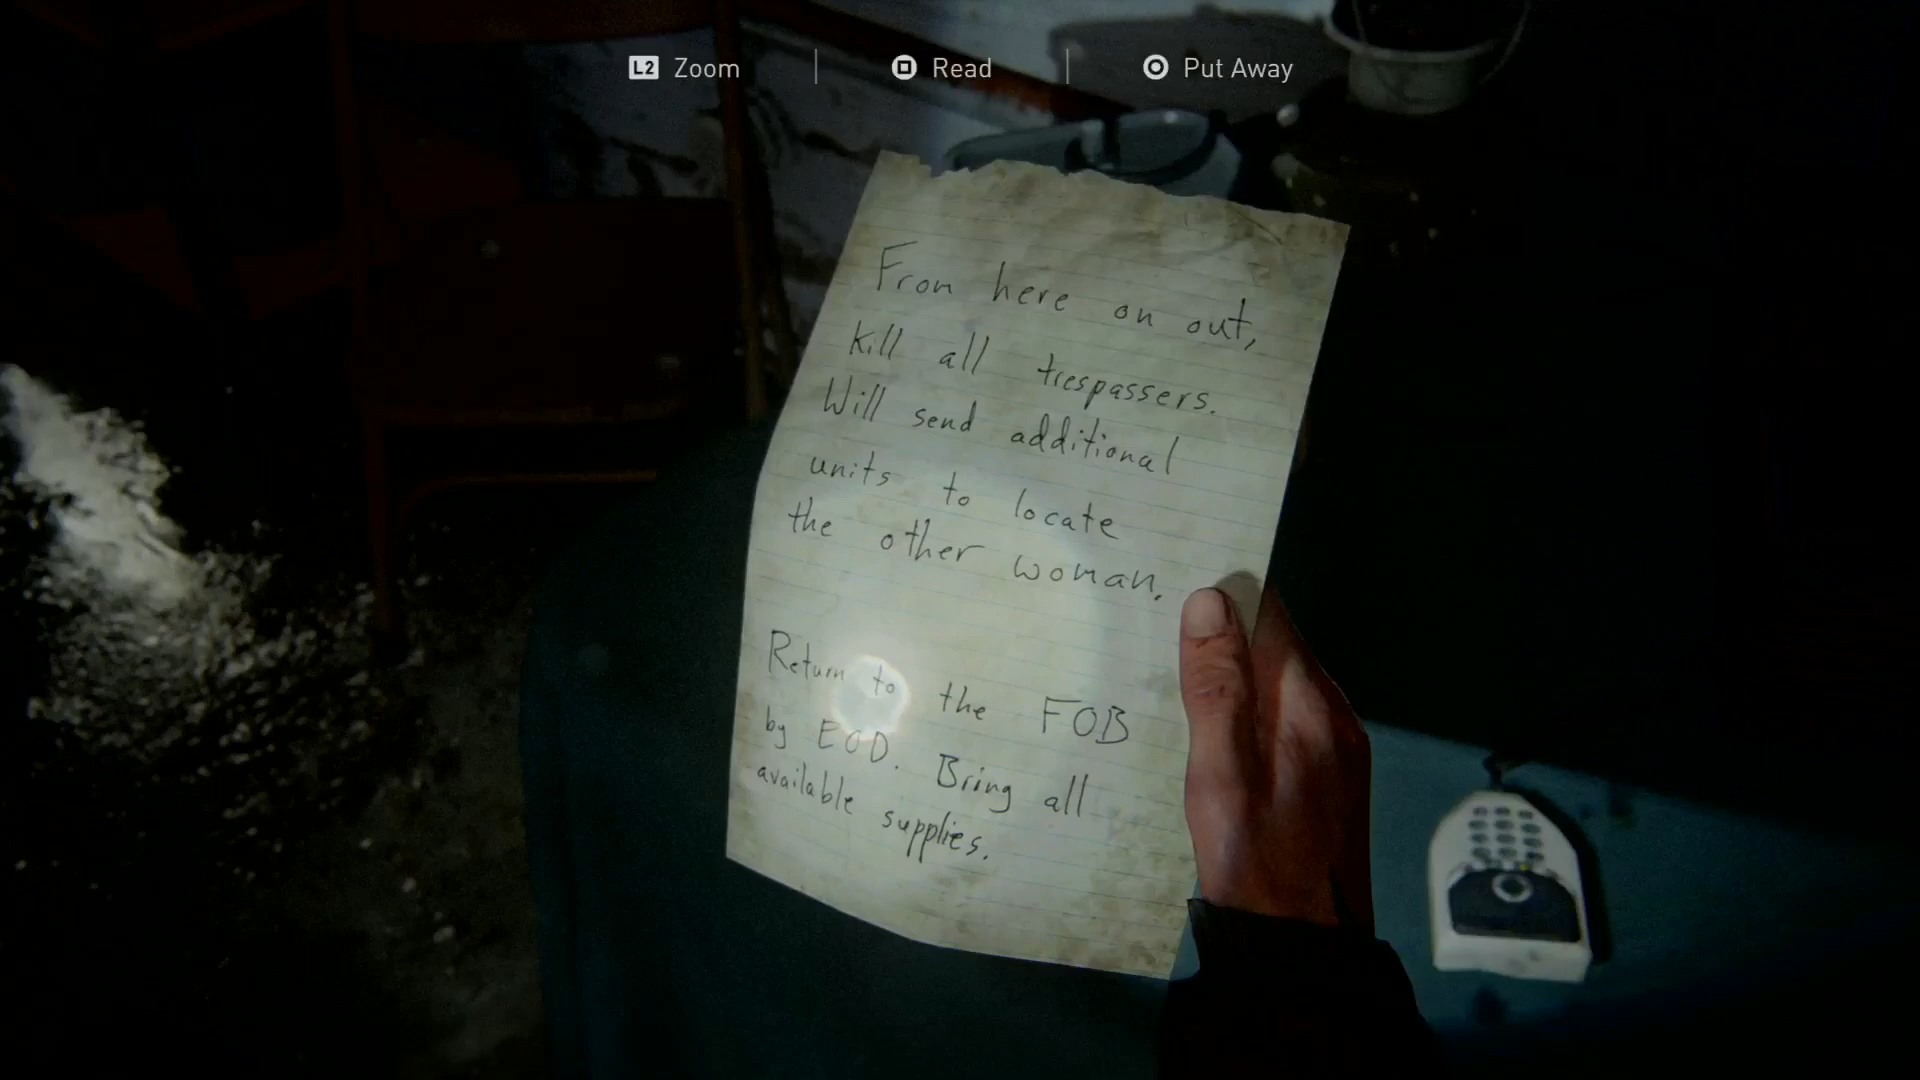 L2 Zoom Read Put Away
From here on out,
kill all trespassers.
Will send additional
units to locate
the other woman.
Return to the FOB
by EOD. Bring all
available supplies.